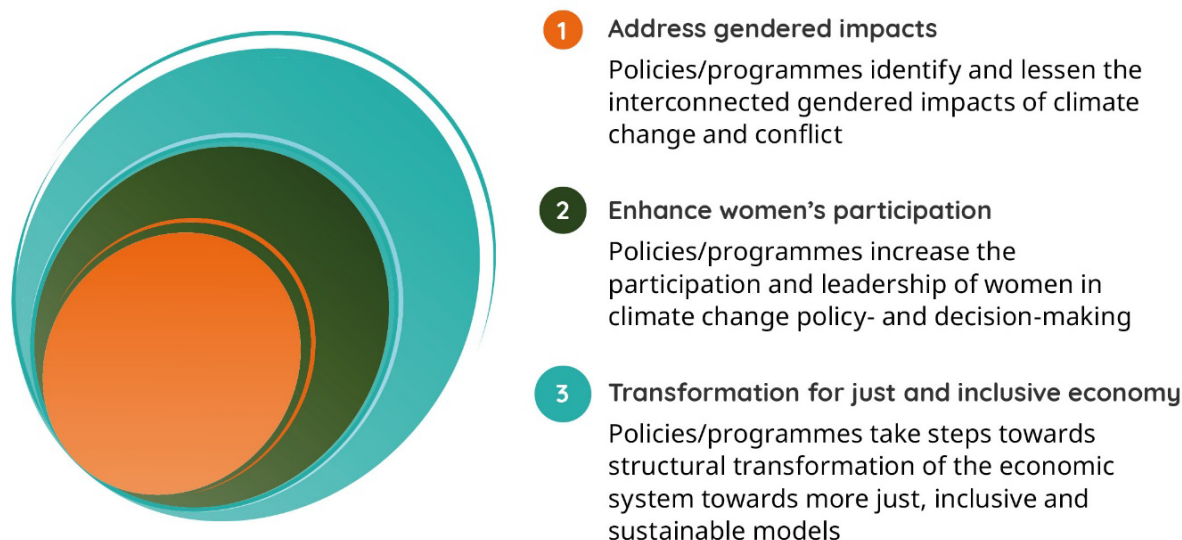 1 Address gendered impacts
Policies/programmes identify and lessen the
interconnected gendered impacts of climate
change and conflict
2 Enhance women’s participation
Policies/programmes increase the
participation and leadership of women in
climate change policy- and decision-making
3 Transformation for just and inclusive economy
Policies/programmes take steps towards
structural transformation of the economic
system towards more just, inclusive and
sustainable models